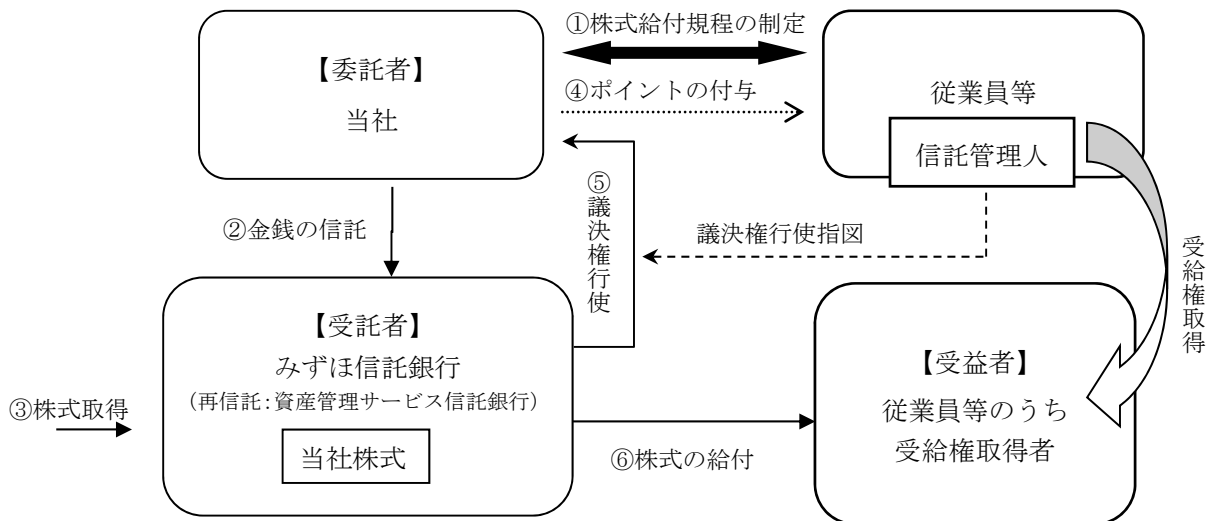 ①株式給付規程の制定
【委託者】
当社
④ポイントの付与
従業員等
信託管理人
②金銭の信託
⑤議決権行使
議決権行使指図
受給権取得
【受託者】
みずほ信託銀行
(再信託:資産管理サービス信託銀行)
当社株式
③株式取得
⑥株式の給付
【受益者】
従業員等のうち
受給権取得者